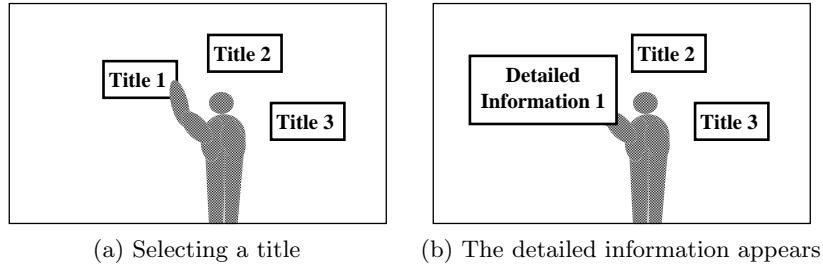 Title 1
Title 2
Title 3
Detailed
Information 1
Title 2
Title 3
(a) Selecting a title
(b) The detailed information appears